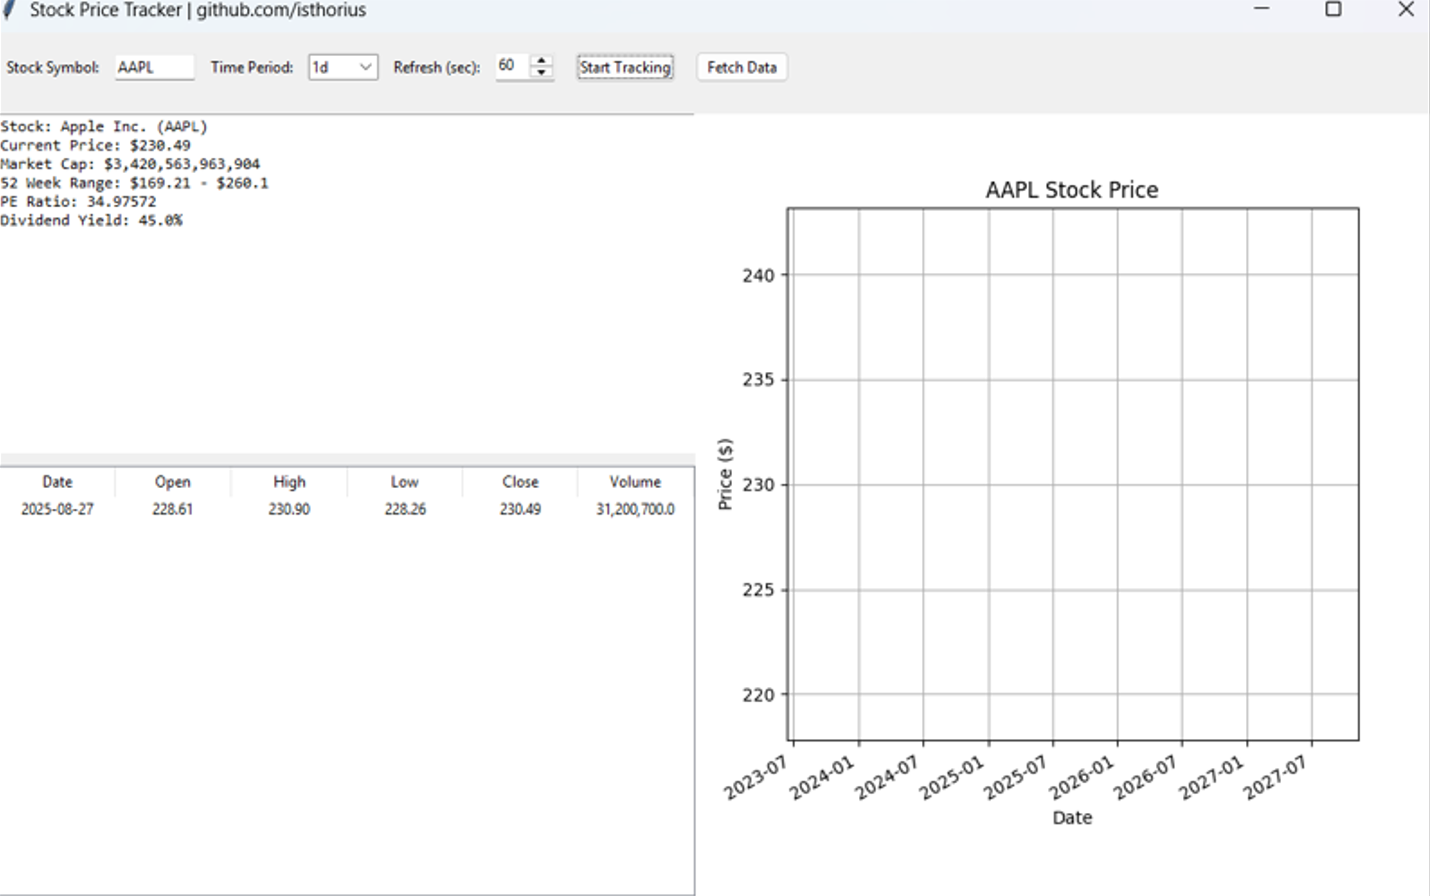 Stock Price Tracker | github.com/isthorius
Stock Symbol: AAPL Time Period: 1d Refresh (sec): 60 Start Tracking Fetch Data
Stock: Apple Inc. (AAPL)
Current Price: $230.49
Market Cap: $3,420,563,963,904
52 Week Range: $169.21 - $260.1
PE Ratio: 34.97572
Dividend Yield: 45.0%
Date Open High Low Close Volume
2025-08-27 228.61 230.90 228.26 230.49 31,200,700.0
AAPL Stock Price
240
235
230
225
220
Price ($)
2023-07 2024-01 2024-07 2025-01 2025-07 2026-01 2026-07 2027-01 2027-07
Date